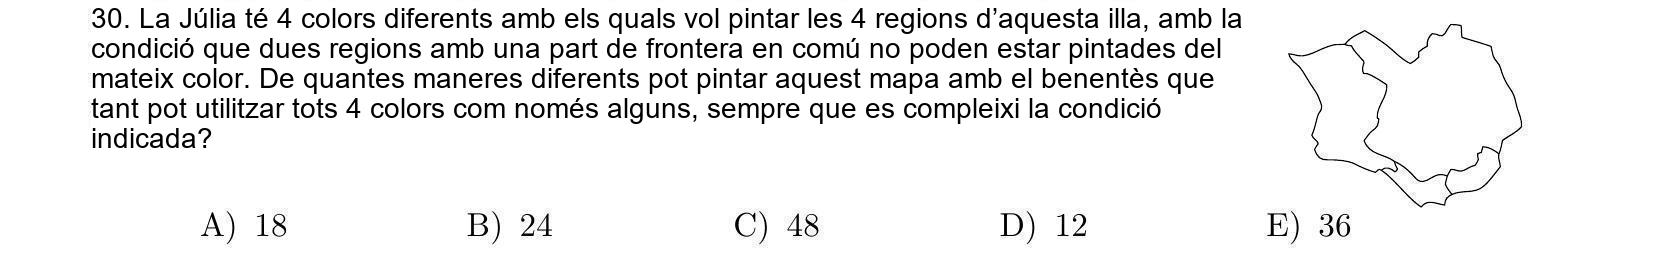 30. La Júlia té 4 colors diferents amb els quals vol pintar les 4 regions d’aquesta illa, amb la
condició que dues regions amb una part de frontera en comú no poden estar pintades del
mateix color. De quantes maneres diferents pot pintar aquest mapa amb el benentès que
tant pot utilitzar tots 4 colors com només alguns, sempre que es compleixi la condició
indicada?
A) 18 B) 24 C) 48 D) 12 E) 36